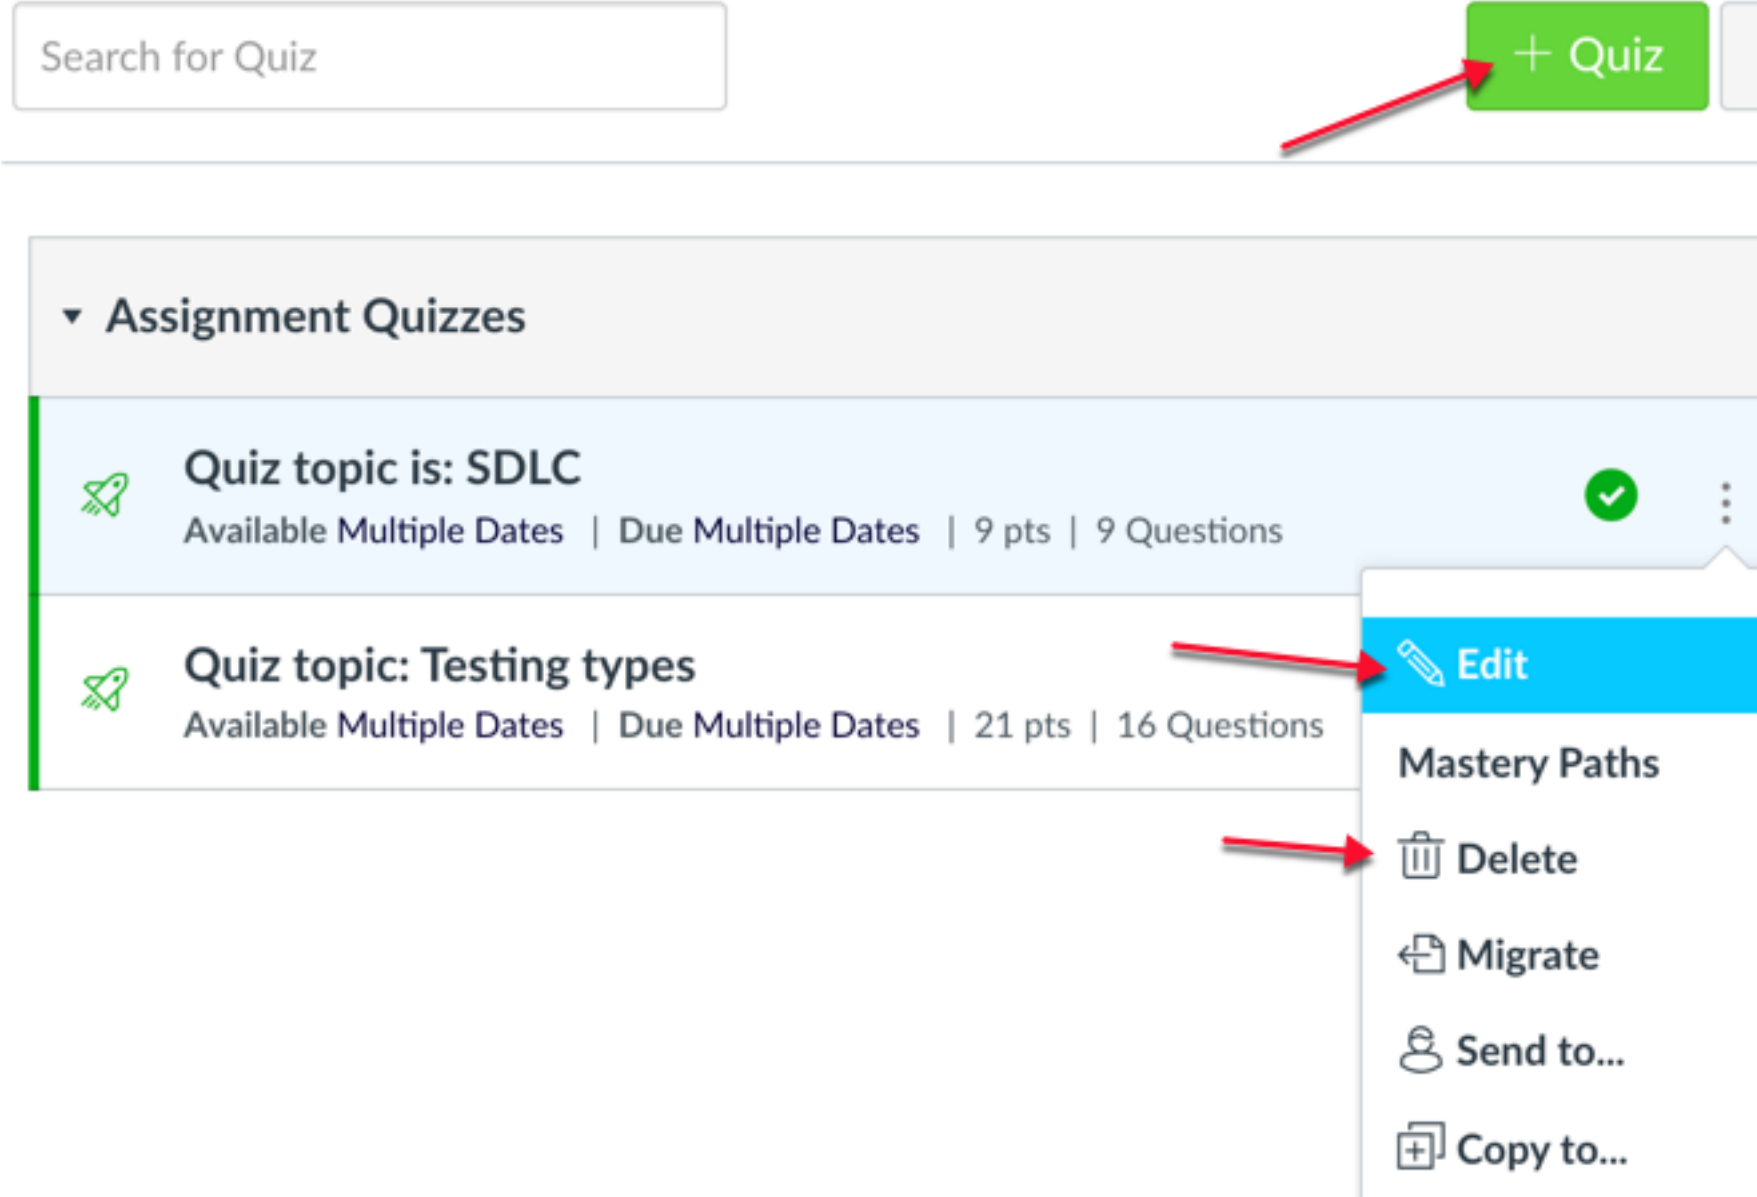 Search for Quiz
+ Quiz
Assignment Quizzes
Quiz topic is: SDLC
Available Multiple Dates | Due Multiple Dates | 9 pts | 9 Questions
Quiz topic: Testing types
Available Multiple Dates | Due Multiple Dates | 21 pts | 16 Questions
Edit
Mastery Paths
Delete
Migrate
Send to...
Copy to...